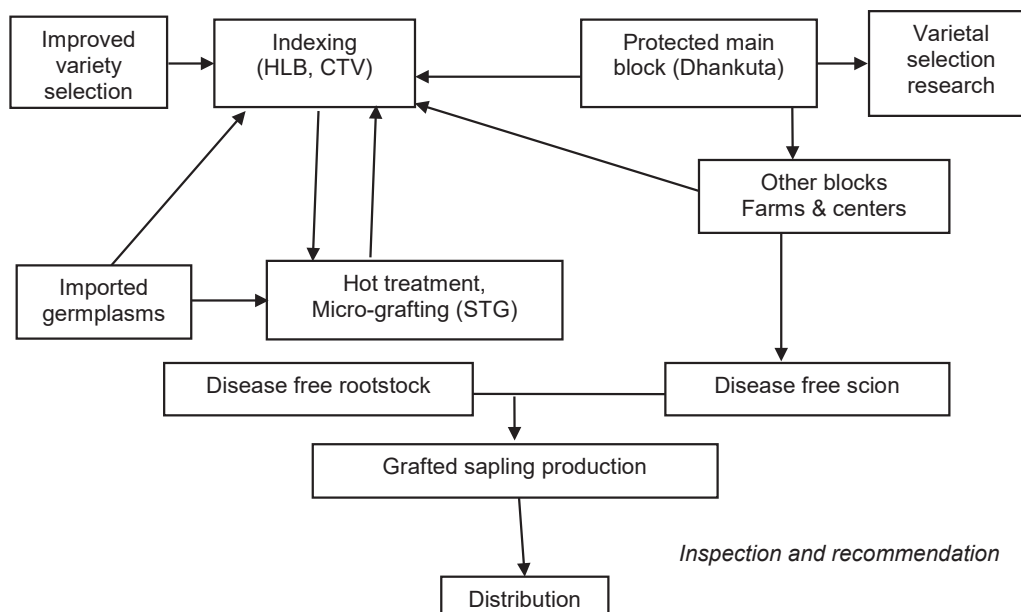 Improved
variety
selection
Indexing
(HLB, CTV)
Protected main
block (Dhankuta)
Varietal
selection
research
Other blocks
Farms & centers
Imported
germplasms
Hot treatment,
Micro-grafting (STG)
Disease free rootstock
Disease free scion
Grafted sapling production
Inspection and recommendation
Distribution